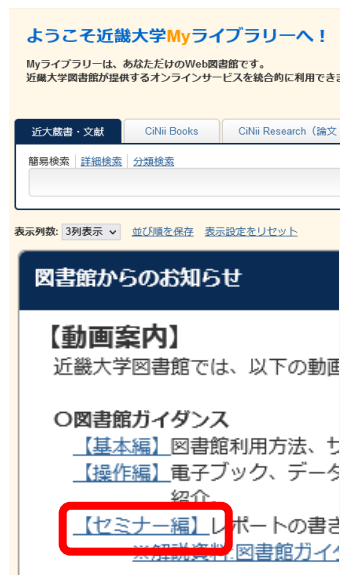 ようこそ近畿大学Myライブラリーへ！
Myライブラリーは、あなただけのWeb図書館です。
近畿大学図書館が提供するオンラインサービスを統合的に利用できま
近大蔵書・文献 CiNii Books CiNii Research（論文
簡易検索 詳細検索 分類検索
表示列数: 3列表示 並び順を保存 表示設定をリセット
図書館からのお知らせ
【動画案内】
近畿大学図書館では、以下の動画
〇図書館ガイダンス
【基本編】図書館利用方法、サ
【操作編】電子ブック、データ
紹介。
【セミナー編】レポートの書き
※解説資料:図書館ガイ